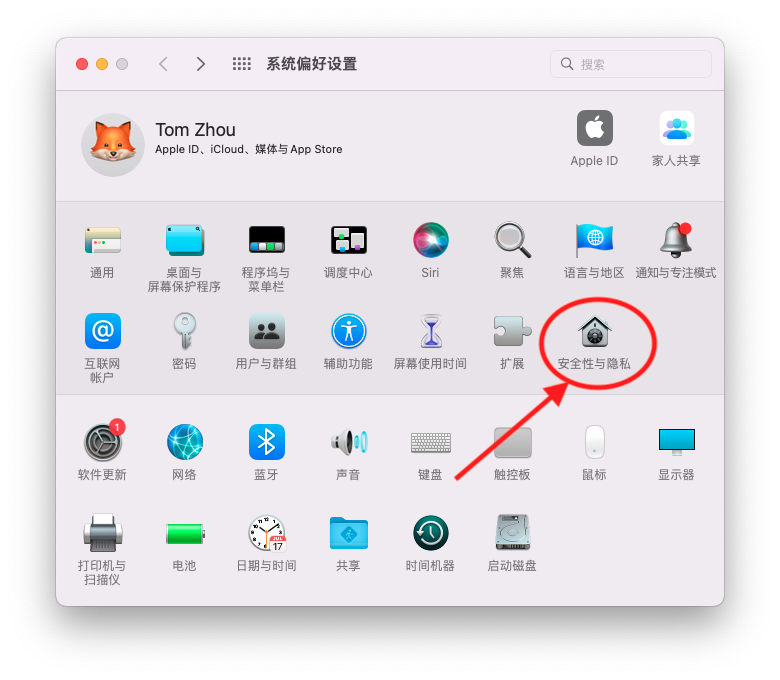 系统偏好设置
搜索
Tom Zhou
Apple ID、iCloud、媒体与 App Store
Apple ID
家人共享
通用
桌面与
屏幕保护程序
程序坞与
菜单栏
调度中心
Siri
聚焦
语言与地区
通知与专注模式
@
互联网
帐户
密码
用户与群组
辅助功能
屏幕使用时间
扩展
安全性与隐私
1
软件更新
网络
蓝牙
声音
键盘
触控板
鼠标
显示器
打印机与
扫描仪
电池
JUL
17
日期与时间
共享
时间机器
启动磁盘